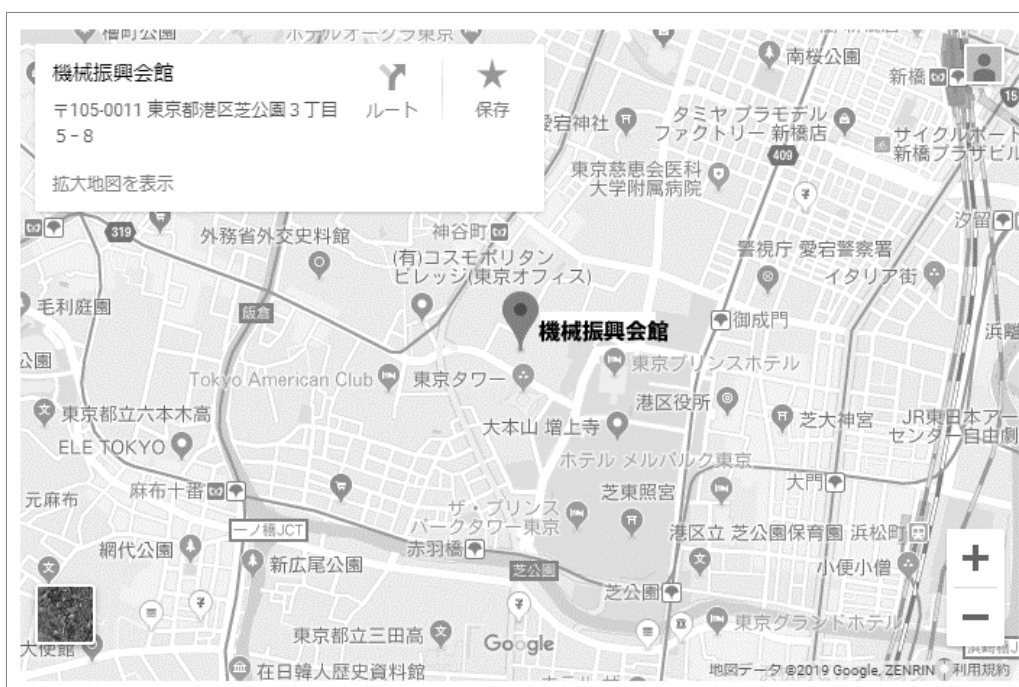 檜町公園
ホテルオークラ東京
機械振興会館
〒105-0011 東京都港区芝公園3丁目
5−8
ルート
保存
拡大地図を表示
南桜公園
新橋
15
愛宕神社
タミヤ プラモデル
ファクトリー 新橋店
409
サイクルポート
新橋プラザビル
東京慈恵会医科
大学附属病院
汐留
319
外務省外交史料館
神谷町
(有)コスモポリタン
ビレッジ(東京オフィス)
警視庁 愛宕警察署
イタリア街
毛利庭園
飯倉
機械振興会館
御成門
浜離
公園
東京プリンスホテル
Tokyo American Club
東京タワー
港区役所
東京都立六本木高
大本山 増上寺
芝大神宮
JR東日本アー
センター自由劇
ELE TOKYO
ホテル メルパルク東京
大門
元麻布
麻布十番
芝東照宮
ザ・プリンス
パークタワー東京
一ノ橋JCT
港区立 芝公園保育園
浜松町
網代公園
赤羽橋
新広尾公園
芝公園
小便小僧
芝公園
+
−
東京グランドホテル
東京都立三田高
Google
大使館
在日韓人歴史資料館
地図データ ©2019 Google, ZENRIN
利用規約